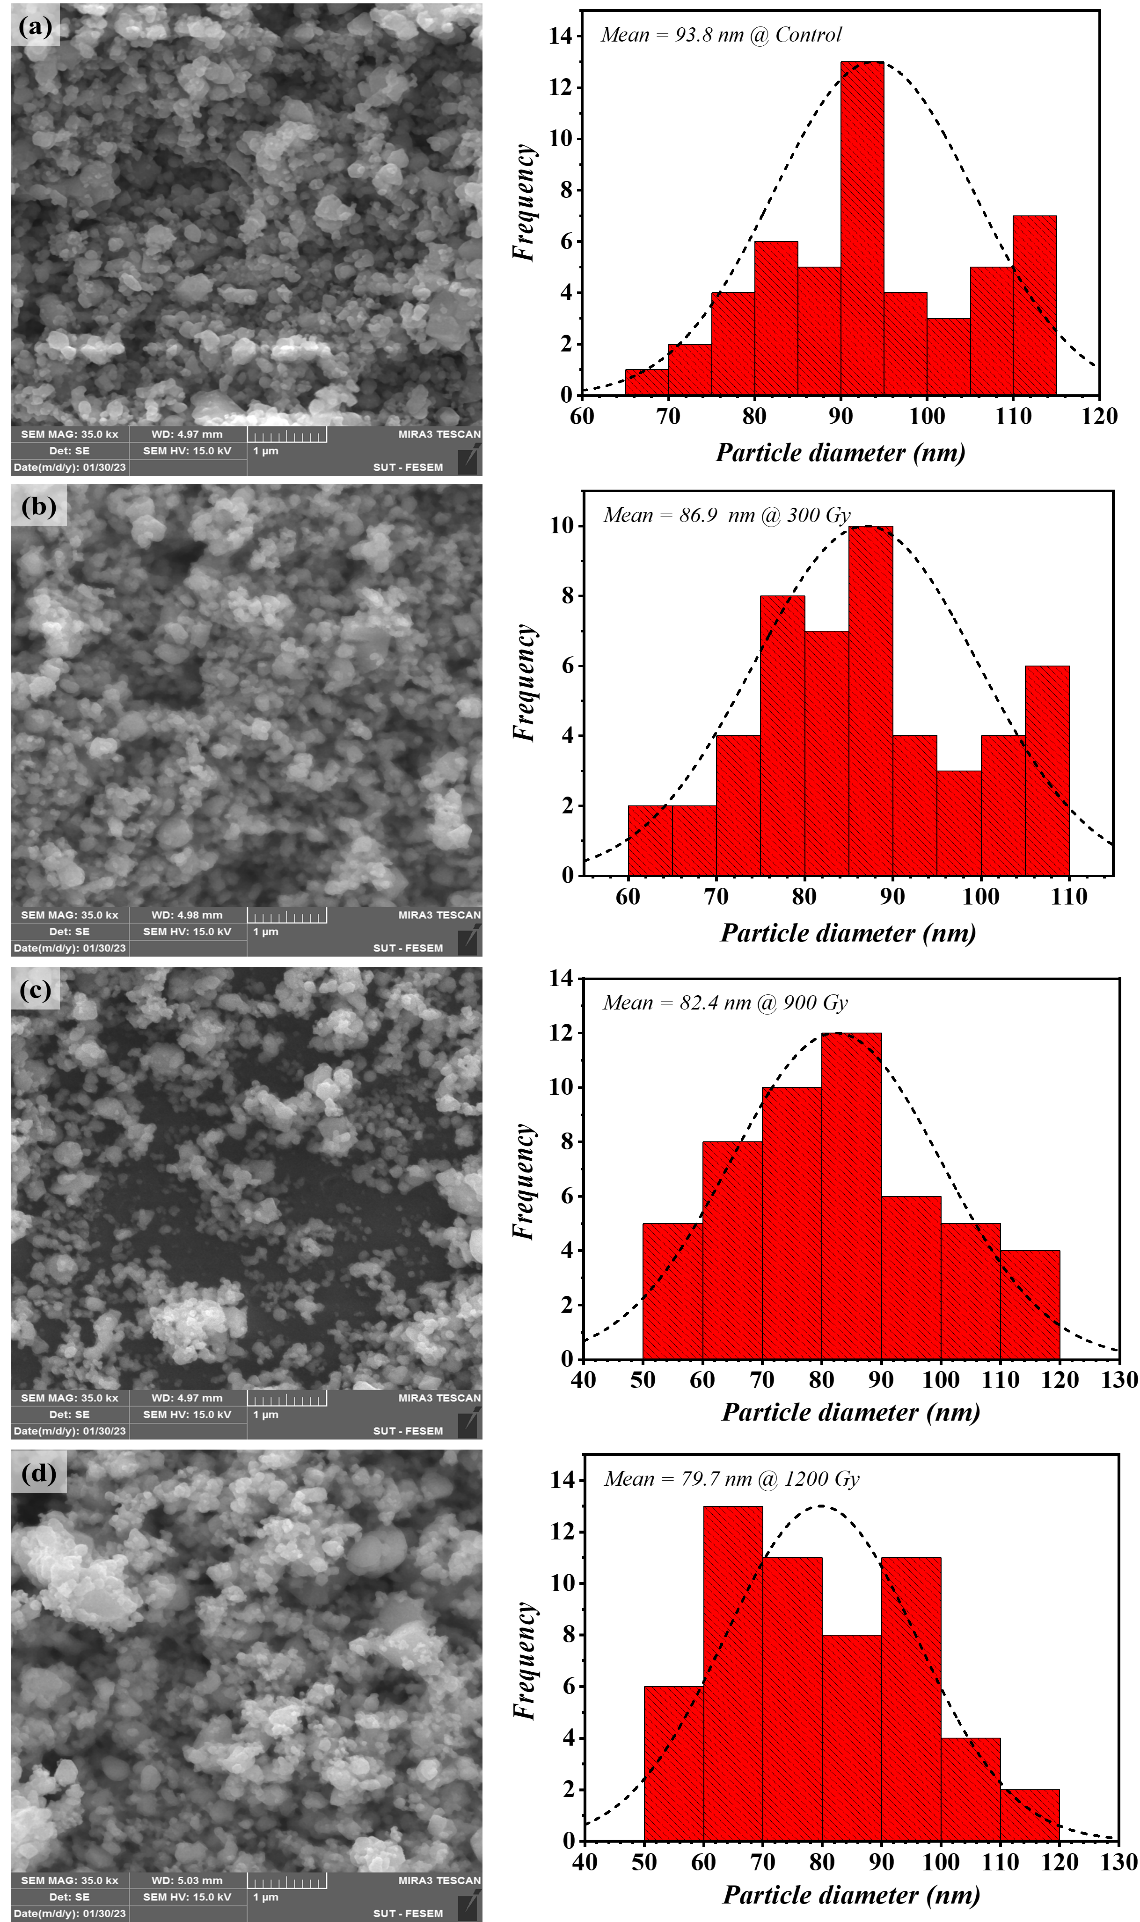 (a)
SEM MAG: 35.0 kx WD: 4.97 mm MIRA3 TESCAN
Det: SE SEM HV: 15.0 kV 1 µm
Date(m/d/y): 01/30/23 SUT - FESEM
Mean = 93.8 nm @ Control
Frequency
14
12
10
8
6
4
2
0
60 70 80 90 100 110 120
Particle diameter (nm)
(b)
SEM MAG: 35.0 kx WD: 4.98 mm MIRA3 TESCAN
Det: SE SEM HV: 15.0 kV 1 µm
Date(m/d/y): 01/30/23 SUT - FESEM
Mean = 86.9 nm @ 300 Gy
Frequency
10
8
6
4
2
0
60 70 80 90 100 110
Particle diameter (nm)
(c)
SEM MAG: 35.0 kx WD: 4.97 mm MIRA3 TESCAN
Det: SE SEM HV: 15.0 kV 1 µm
Date(m/d/y): 01/30/23 SUT - FESEM
Mean = 82.4 nm @ 900 Gy
Frequency
14
12
10
8
6
4
2
0
40 50 60 70 80 90 100 110 120 130
Particle diameter (nm)
(d)
SEM MAG: 35.0 kx WD: 5.03 mm MIRA3 TESCAN
Det: SE SEM HV: 15.0 kV 1 µm
Date(m/d/y): 01/30/23 SUT - FESEM
Mean = 79.7 nm @ 1200 Gy
Frequency
14
12
10
8
6
4
2
0
40 50 60 70 80 90 100 110 120 130
Particle diameter (nm)